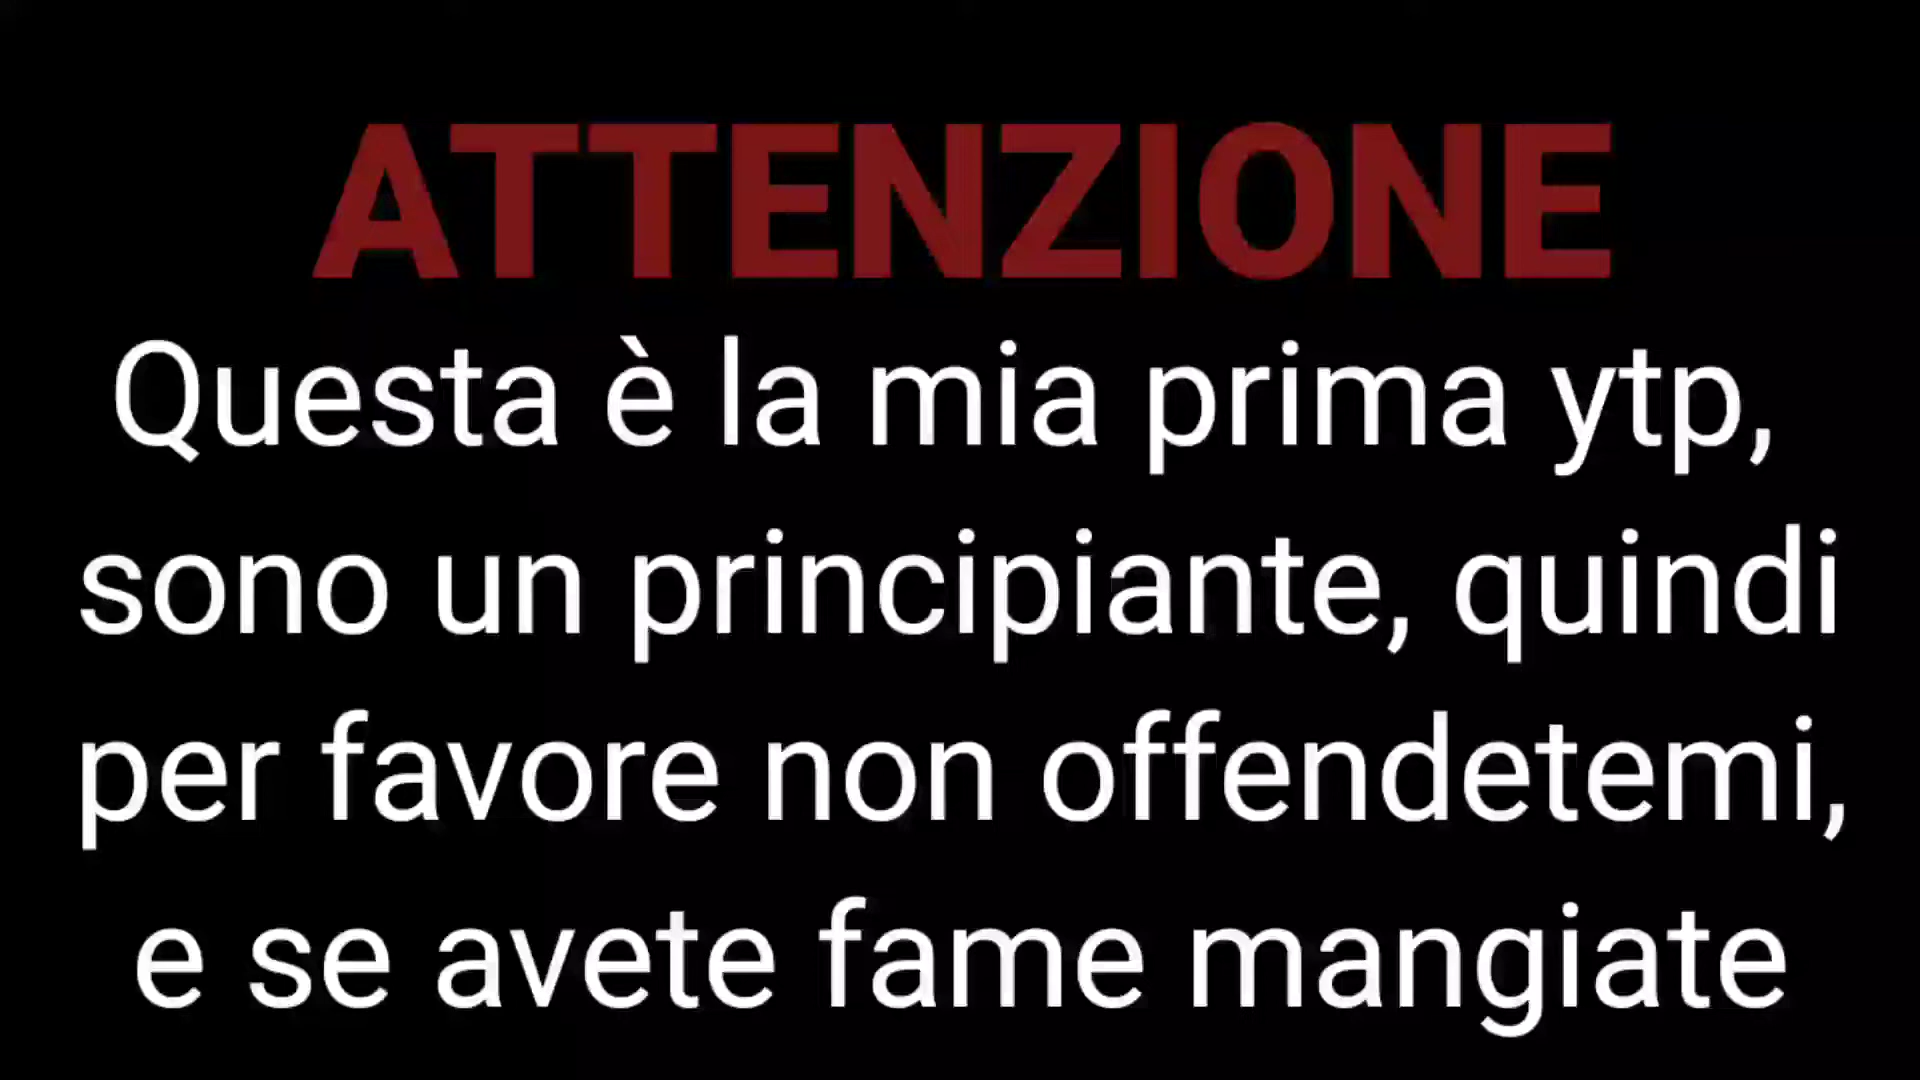 ATTENZIONE
Questa è la mia prima ytp,
sono un principiante, quindi
per favore non offendetemi,
e se avete fame mangiate